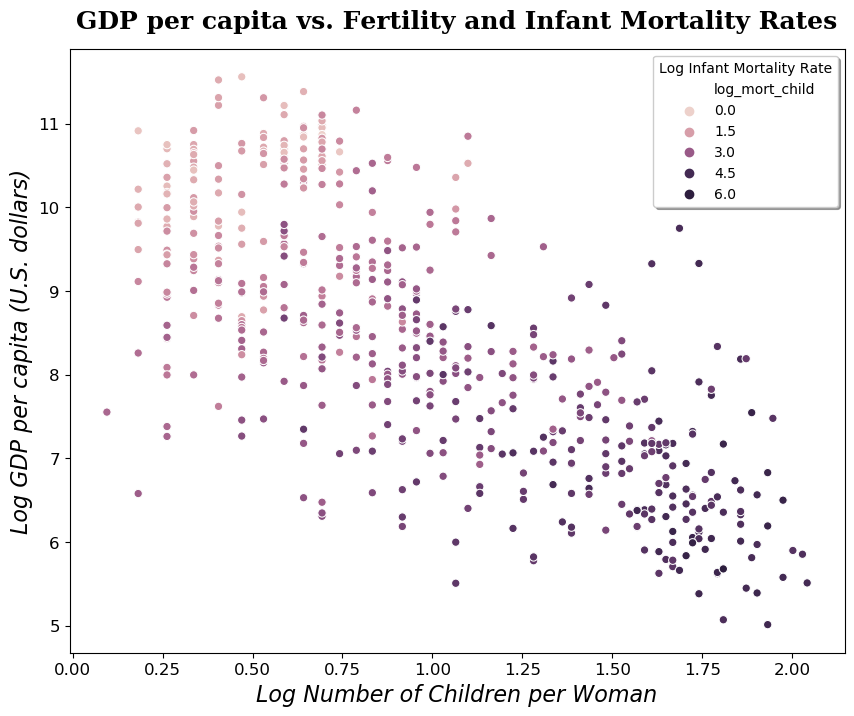 GDP per capita vs. Fertility and Infant Mortality Rates
Log Infant Mortality Rate
log_mort_child
0.0
1.5
3.0
4.5
6.0
Log GDP per capita (U.S. dollars)
11
10
9
8
7
6
5
0.00 0.25 0.50 0.75 1.00 1.25 1.50 1.75 2.00
Log Number of Children per Woman